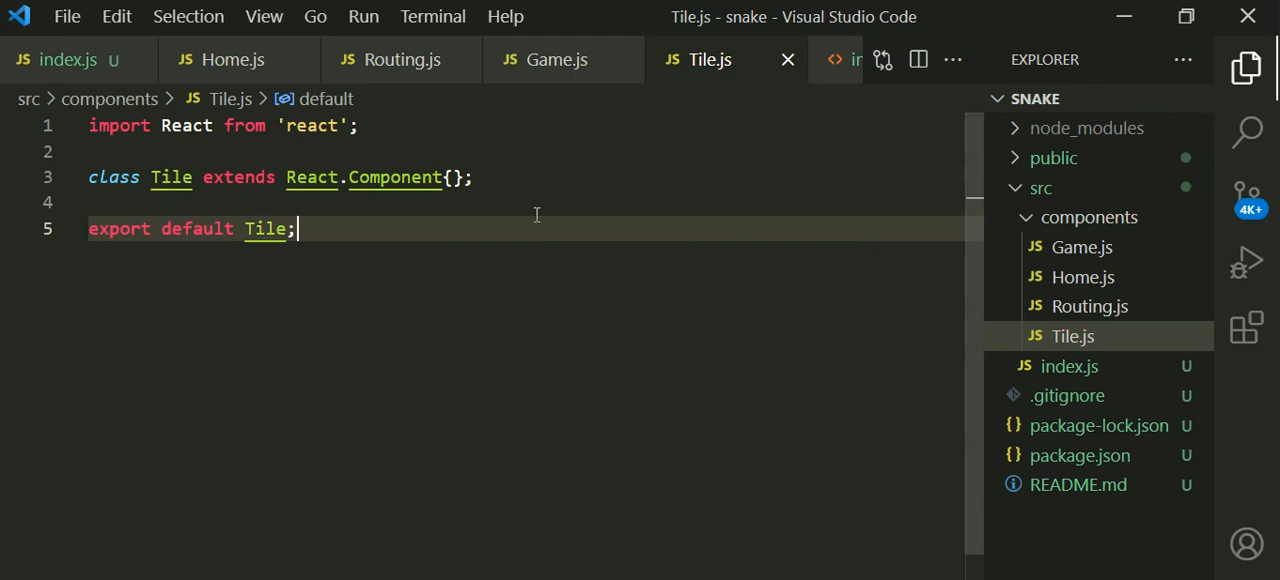 File Edit Selection View Go Run Terminal Help Tile.js - snake - Visual Studio Code
JS index.js U JS Home.js JS Routing.js JS Game.js JS Tile.js <> in EXPLORER
src > components > JS Tile.js > default
SNAKE
1 import React from 'react';
2
3 class Tile extends React.Component{};
4
5 export default Tile;
node_modules
public
src
components
JS Game.js
JS Home.js
JS Routing.js
JS Tile.js
JS index.js U
.gitignore U
{} package-lock.json U
{} package.json U
README.md U
4K+